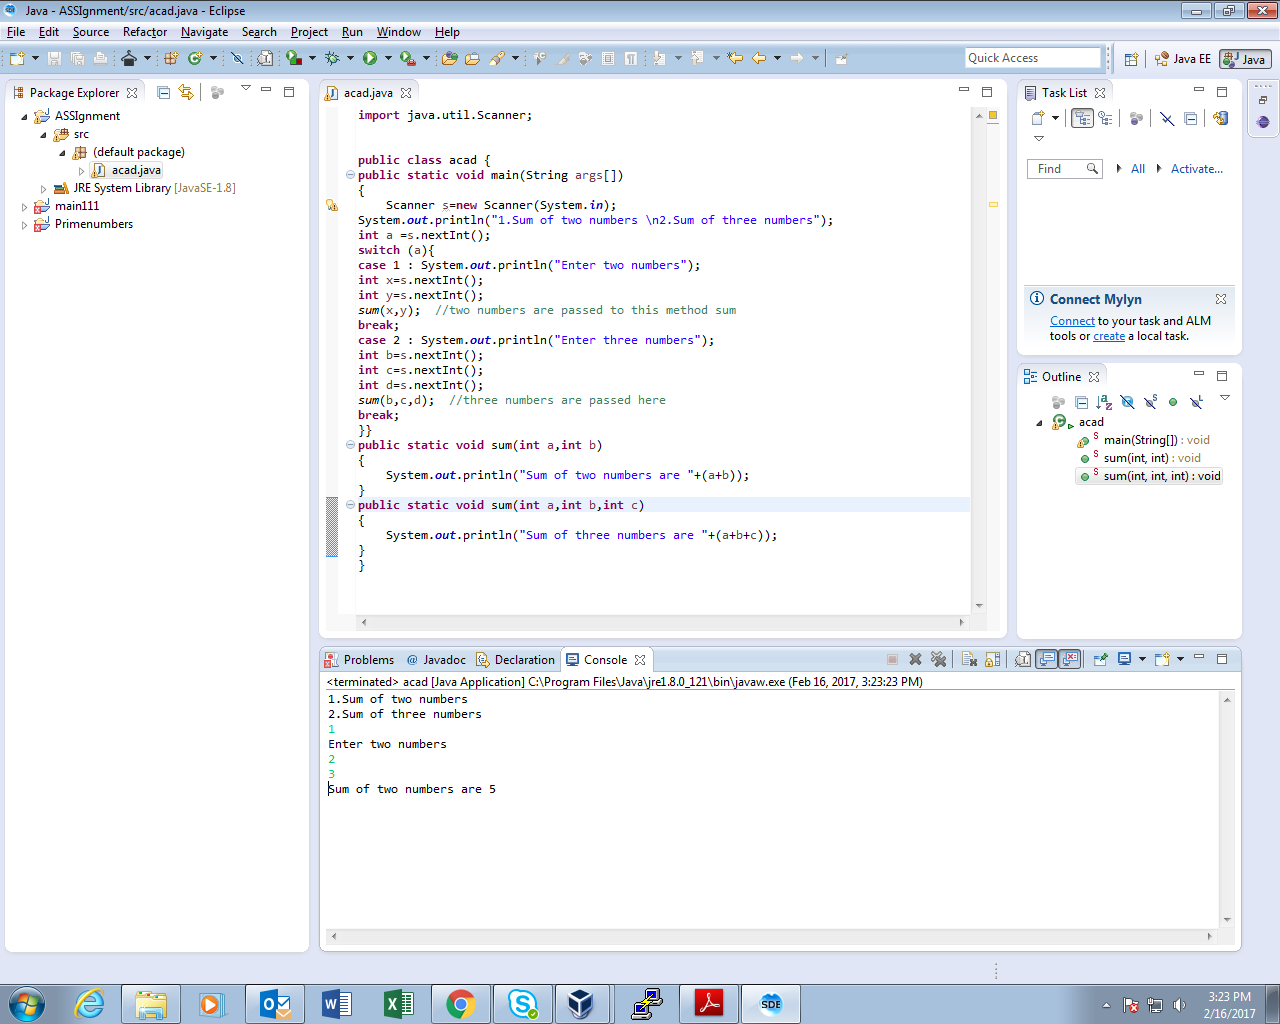 Java - ASSIgnment/src/acad.java - Eclipse
File Edit Source Refactor Navigate Search Project Run Window Help
Quick Access
Java EE
Java
Package Explorer
ASSIgnment
src
(default package)
acad.java
JRE System Library [JavaSE-1.8]
main111
Primenumbers
acad.java
import java.util.Scanner;
public class acad {
public static void main(String args[])
{
Scanner s=new Scanner(System.in);
System.out.println("1.Sum of two numbers \n2.Sum of three numbers");
int a =s.nextInt();
switch (a){
case 1 : System.out.println("Enter two numbers");
int x=s.nextInt();
int y=s.nextInt();
sum(x,y);  //two numbers are passed to this method sum
break;
case 2 : System.out.println("Enter three numbers");
int b=s.nextInt();
int c=s.nextInt();
int d=s.nextInt();
sum(b,c,d);  //three numbers are passed here
break;
}}
public static void sum(int a,int b)
{
System.out.println("Sum of two numbers are "+(a+b));
}
public static void sum(int a,int b,int c)
{
System.out.println("Sum of three numbers are "+(a+b+c));
}
}
Task List
Find
All
Activate...
Connect Mylyn
Connect to your task and ALM
tools or create a local task.
Outline
acad
main(String[]) : void
sum(int, int) : void
sum(int, int, int) : void
Problems @ Javadoc Declaration Console
<terminated> acad [Java Application] C:\Program Files\Java\jre1.8.0_121\bin\javaw.exe (Feb 16, 2017, 3:23:23 PM)
1.Sum of two numbers
2.Sum of three numbers
1
Enter two numbers
2
3
Sum of two numbers are 5
SDE
3:23 PM
2/16/2017